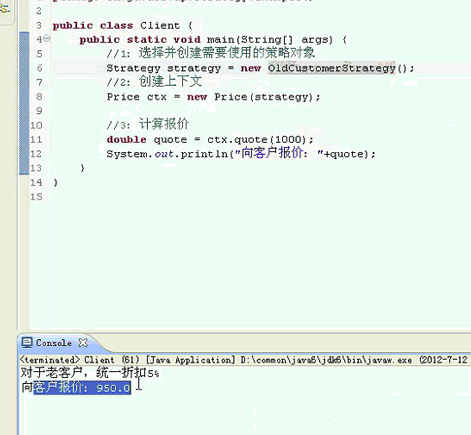 2
3 public class Client {
4 public static void main(String[] args) {
5 //1: 选择并创建需要使用的策略对象
6 Strategy strategy = new OldCustomerStrategy();
7 //2: 创建上下文
8 Price ctx = new Price(strategy);
9
10 //3: 计算报价
11 double quote = ctx.quote(1000);
12 System.out.println("向客户报价: "+quote);
13 }
14 }
15
Console
<terminated> Client (61) [Java Application] D:\common\java6\jdk6\bin\javaw.exe (2012-7-12
对于老客户, 统一折扣5%
向客户报价: 950.0